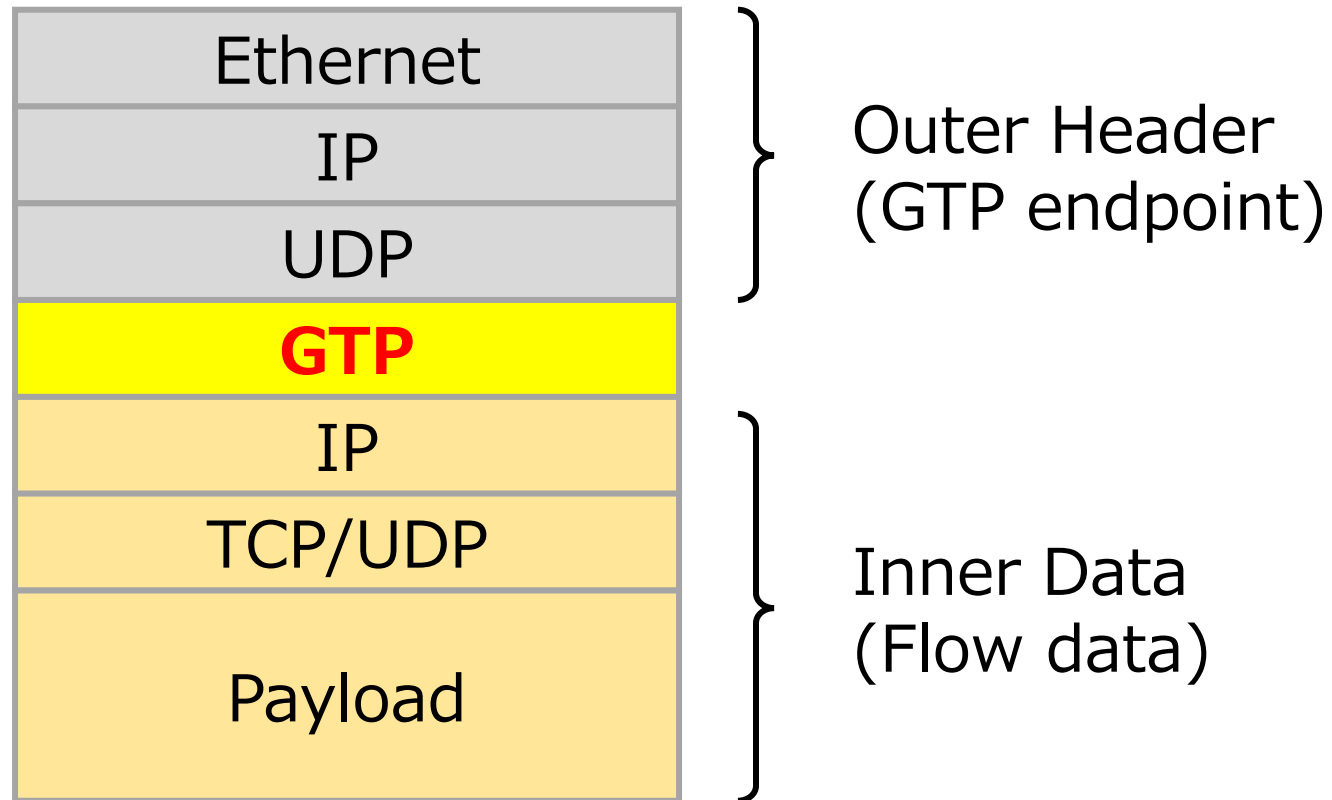 Ethernet
IP
UDP
GTP
IP
TCP/UDP
Payload
Outer Header
(GTP endpoint)
Inner Data
(Flow data)